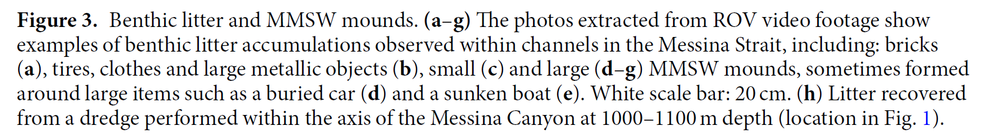 Figure 3. Benthic litter and MMSW mounds. (a–g) The photos extracted from ROV video footage show
examples of benthic litter accumulations observed within channels in the Messina Strait, including: bricks
(a), tires, clothes and large metallic objects (b), small (c) and large (d–g) MMSW mounds, sometimes formed
around large items such as a buried car (d) and a sunken boat (e). White scale bar: 20 cm. (h) Litter recovered
from a dredge performed within the axis of the Messina Canyon at 1000–1100 m depth (location in Fig. 1).